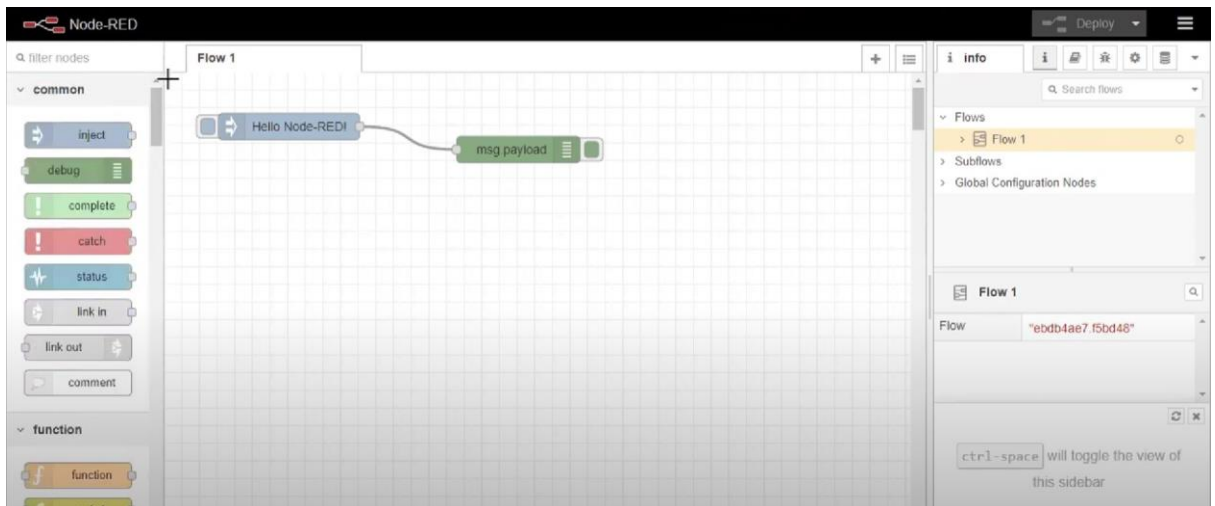 Node-RED
Deploy
filter nodes
Flow 1
i info
i
Search flows
common
inject
debug
complete
catch
status
link in
link out
comment
function
function
Hello Node-RED!
msg.payload
Flows
Flow 1
Subflows
Global Configuration Nodes
Flow 1
Flow "ebdb4ae7.f5bd48"
ctrl-space will toggle the view of
this sidebar